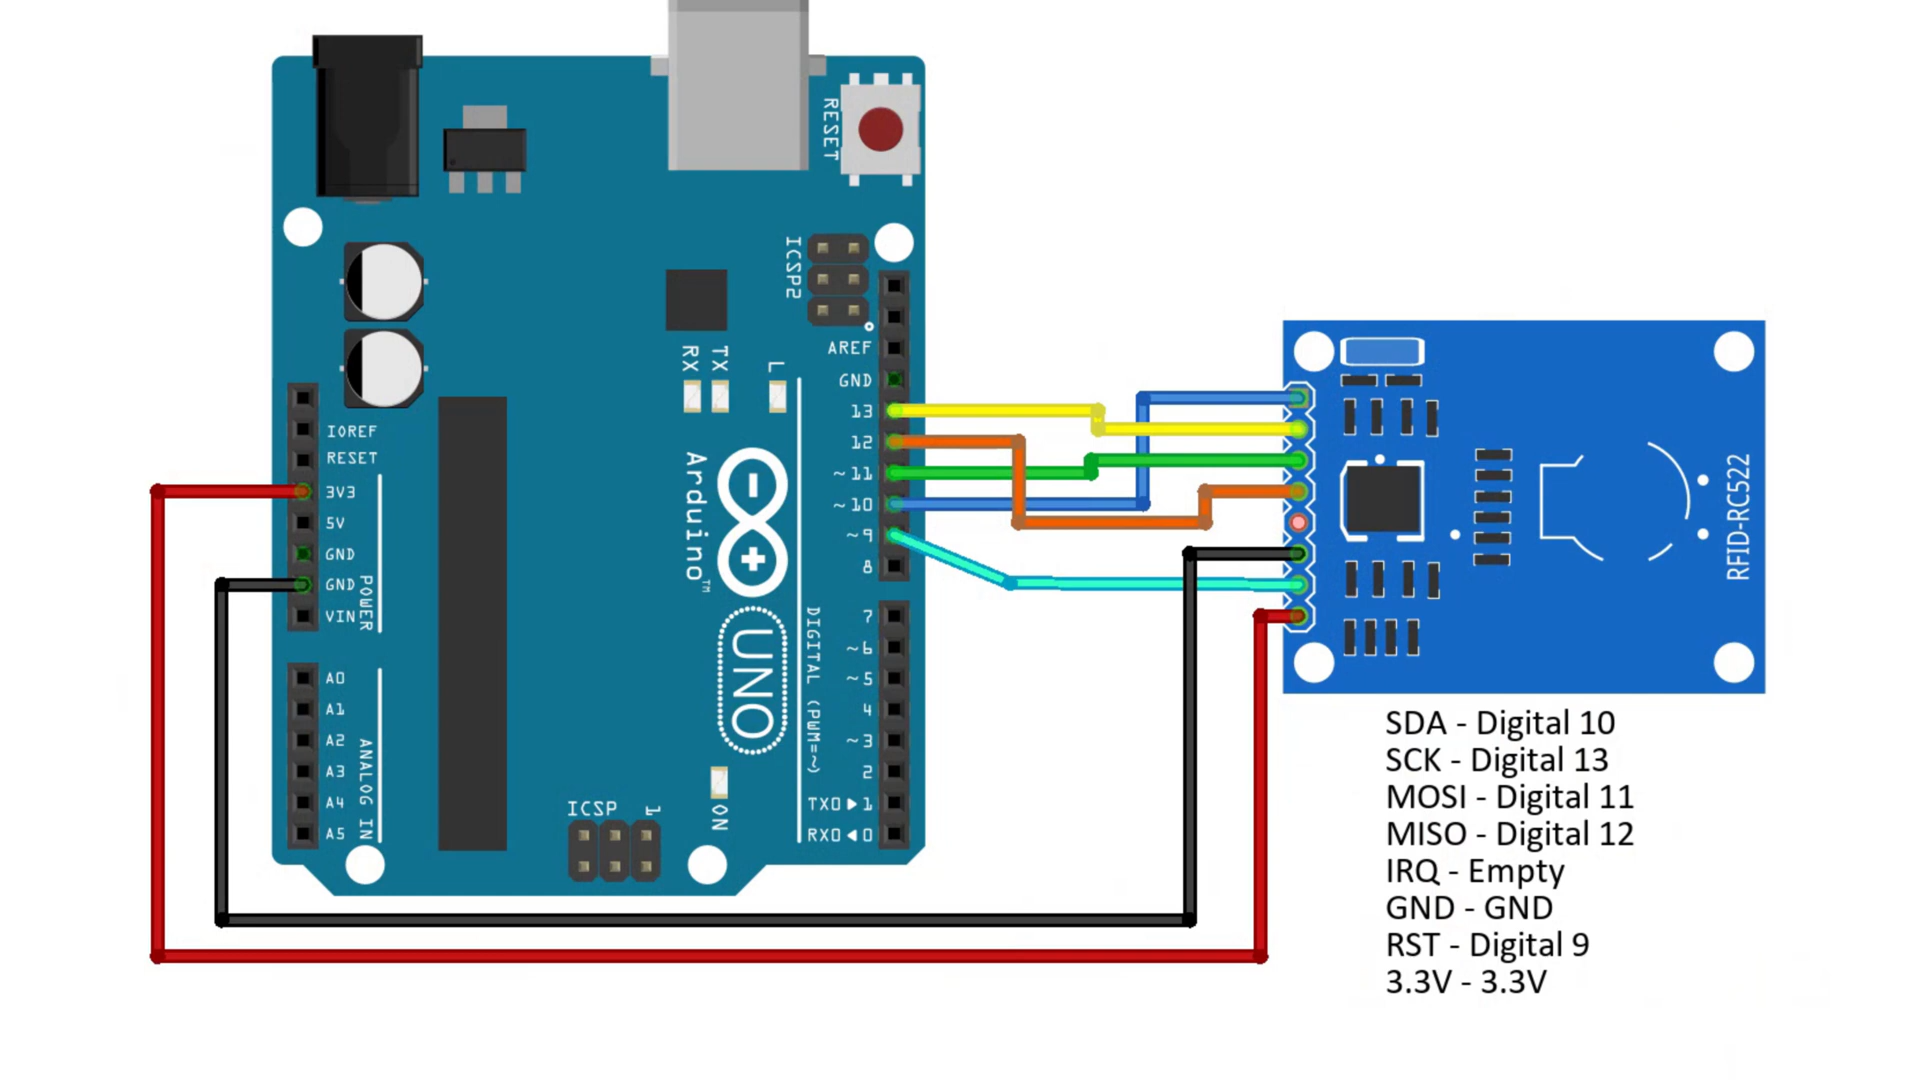 RESET
ICSP2
AREF
GND
RX
TX
L
13
12
~11
~10
~9
8
IOREF
RESET
3V3
5V
GND
GND
VIN
POWER
Arduino™
UNO
DIGITAL (PWM=~)
7
~6
~5
4
~3
2
TX0▶1
RX0◀0
A0
A1
A2
A3
A4
A5
ANALOG IN
ICSP
1
ON
RFID-RC522
SDA - Digital 10
SCK - Digital 13
MOSI - Digital 11
MISO - Digital 12
IRQ - Empty
GND - GND
RST - Digital 9
3.3V - 3.3V